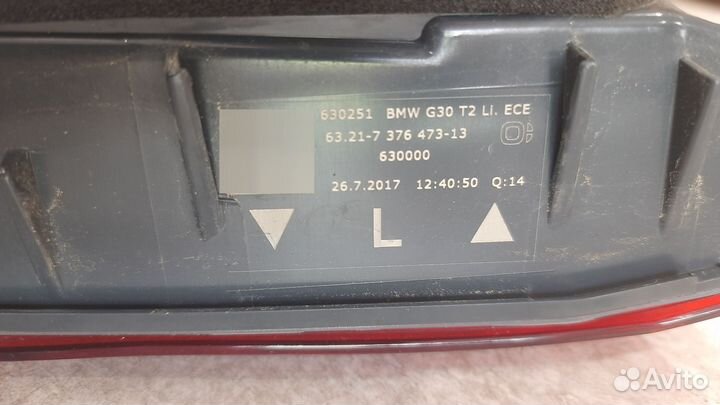 630251 BMW G30 T2 Li. ECE
63.21-7 376 473-13
630000
26.7.2017 12:40:50 Q:14
L
Avito